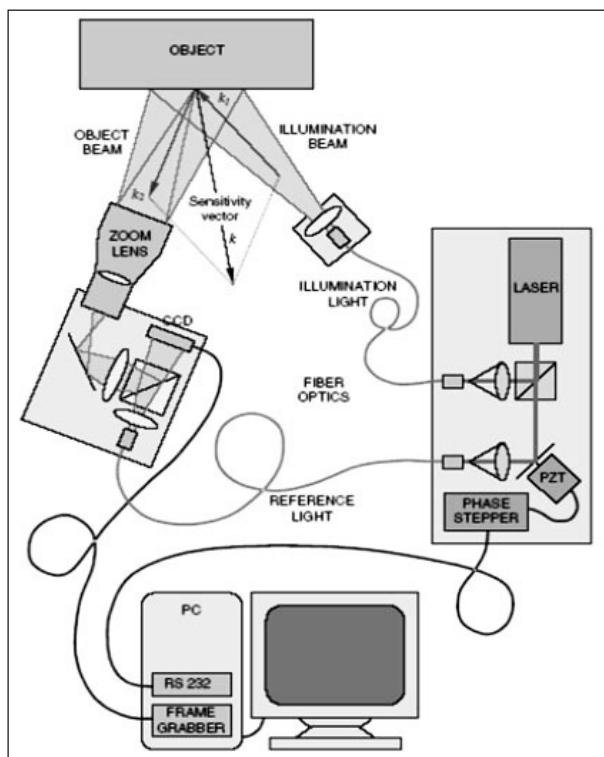 OBJECT
k1
OBJECT
BEAM
ILLUMINATION
BEAM
k2
Sensitivity
vector
k
ZOOM
LENS
LASER
ILLUMINATION
LIGHT
CCD
FIBER
OPTICS
PZT
REFERENCE
LIGHT
PHASE
STEPPER
PC
RS 232
FRAME
GRABBER